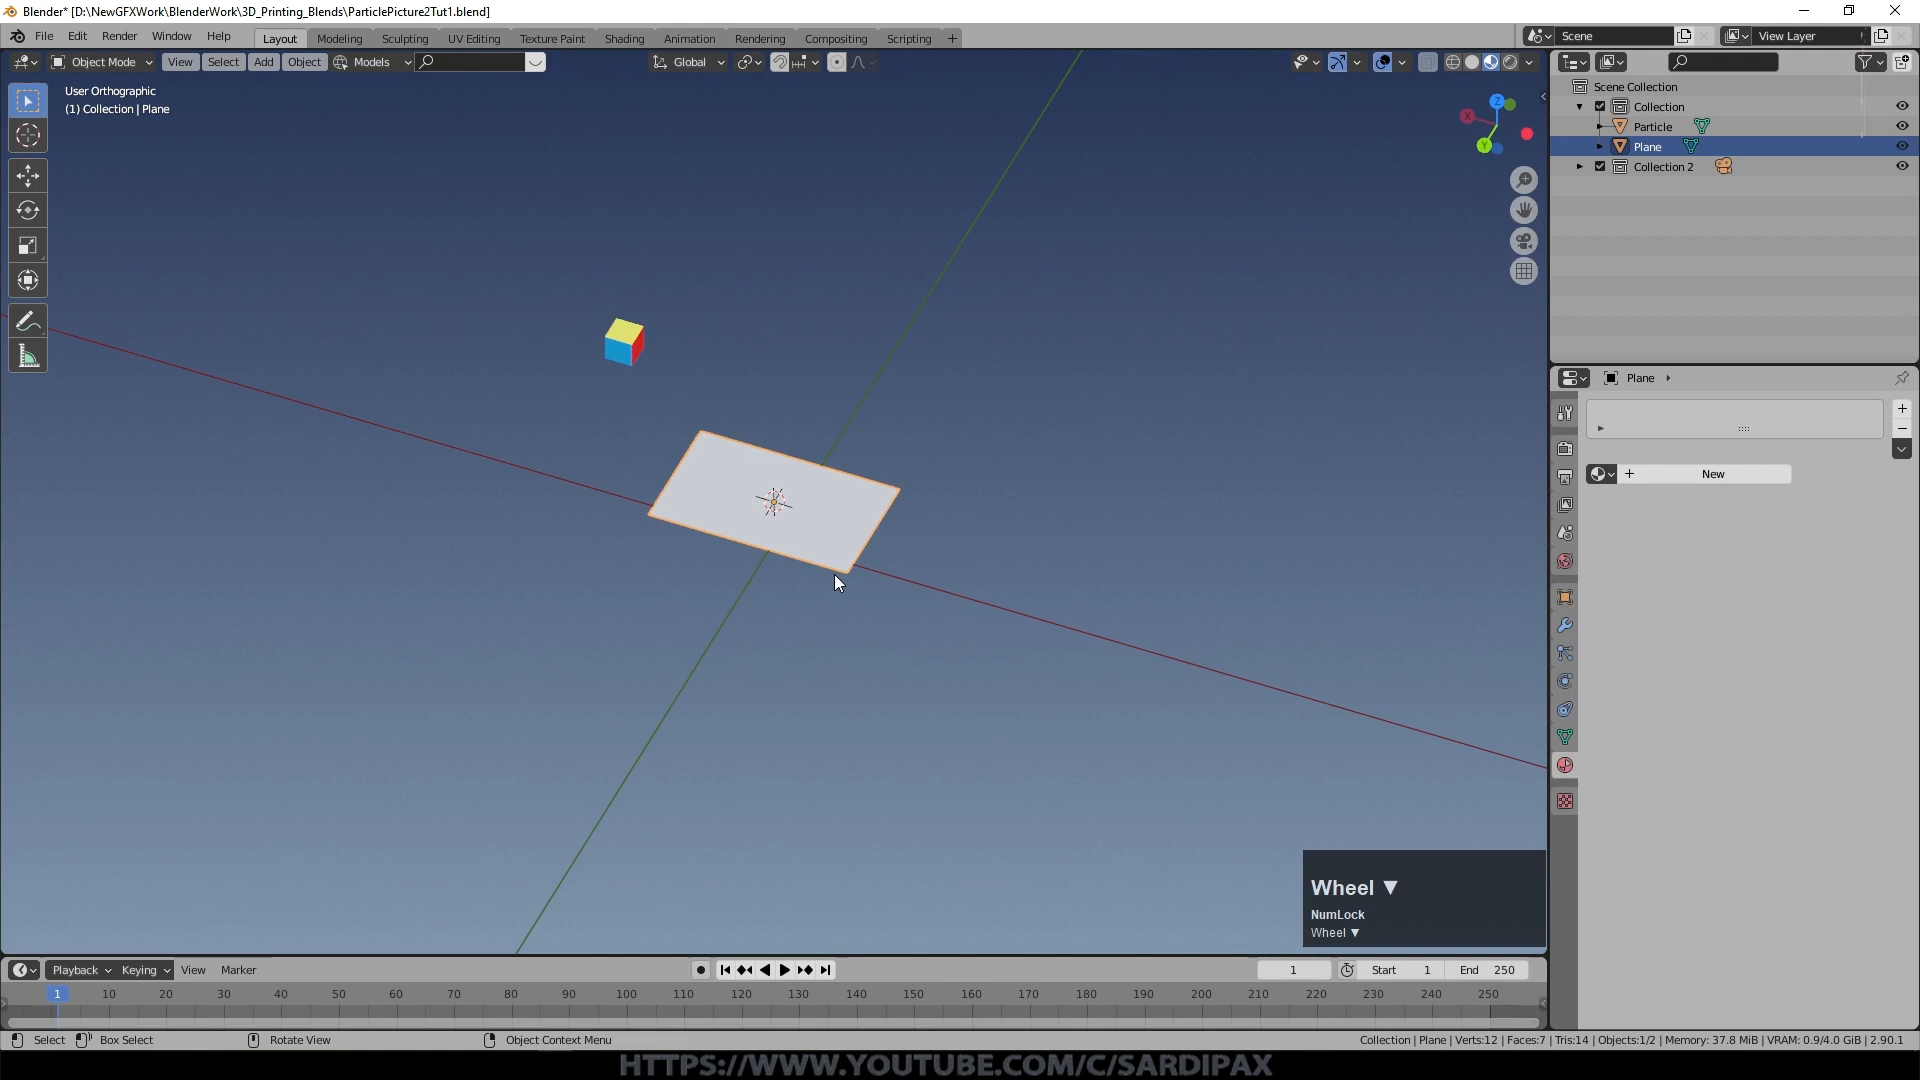 Blender* [D:\NewGFXWork\BlenderWork\3D_Printing_Blends\ParticlePicture2Tut1.blend]
File Edit Render Window Help Layout Modeling Sculpting UV Editing Texture Paint Shading Animation Rendering Compositing Scripting + Scene View Layer
Object Mode View Select Add Object Models Global
User Orthographic
(1) Collection | Plane
Z
X
Y
Scene Collection
Collection
Particle
Plane
Collection 2
Plane
New
Wheel ▼
NumLock
Wheel ▼
Playback Keying View Marker 1 Start 1 End 250
1 10 20 30 40 50 60 70 80 90 100 110 120 130 140 150 160 170 180 190 200 210 220 230 240 250
Select Box Select Rotate View Object Context Menu Collection | Plane | Verts:12 | Faces:7 | Tris:14 | Objects:1/2 | Memory: 37.8 MiB | VRAM: 0.9/4.0 GiB | 2.90.1
HTTPS://WWW.YOUTUBE.COM/C/SARDIPAX